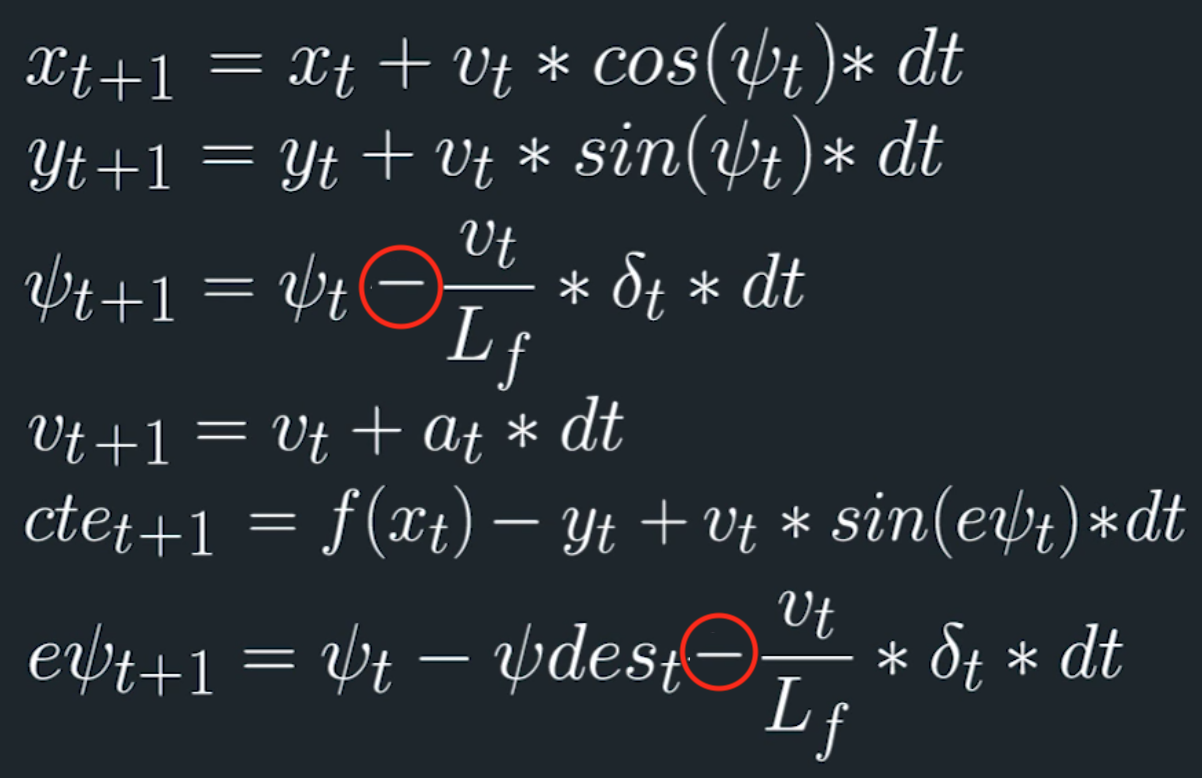 x_{t+1} = x_t + v_t * cos(ψ_t) * dt
y_{t+1} = y_t + v_t * sin(ψ_t) * dt
ψ_{t+1} = ψ_t − \frac{v_t}{L_f} * δ_t * dt
v_{t+1} = v_t + a_t * dt
cte_{t+1} = f(x_t) − y_t + v_t * sin(eψ_t) * dt
eψ_{t+1} = ψ_t − ψdes_t − \frac{v_t}{L_f} * δ_t * dt